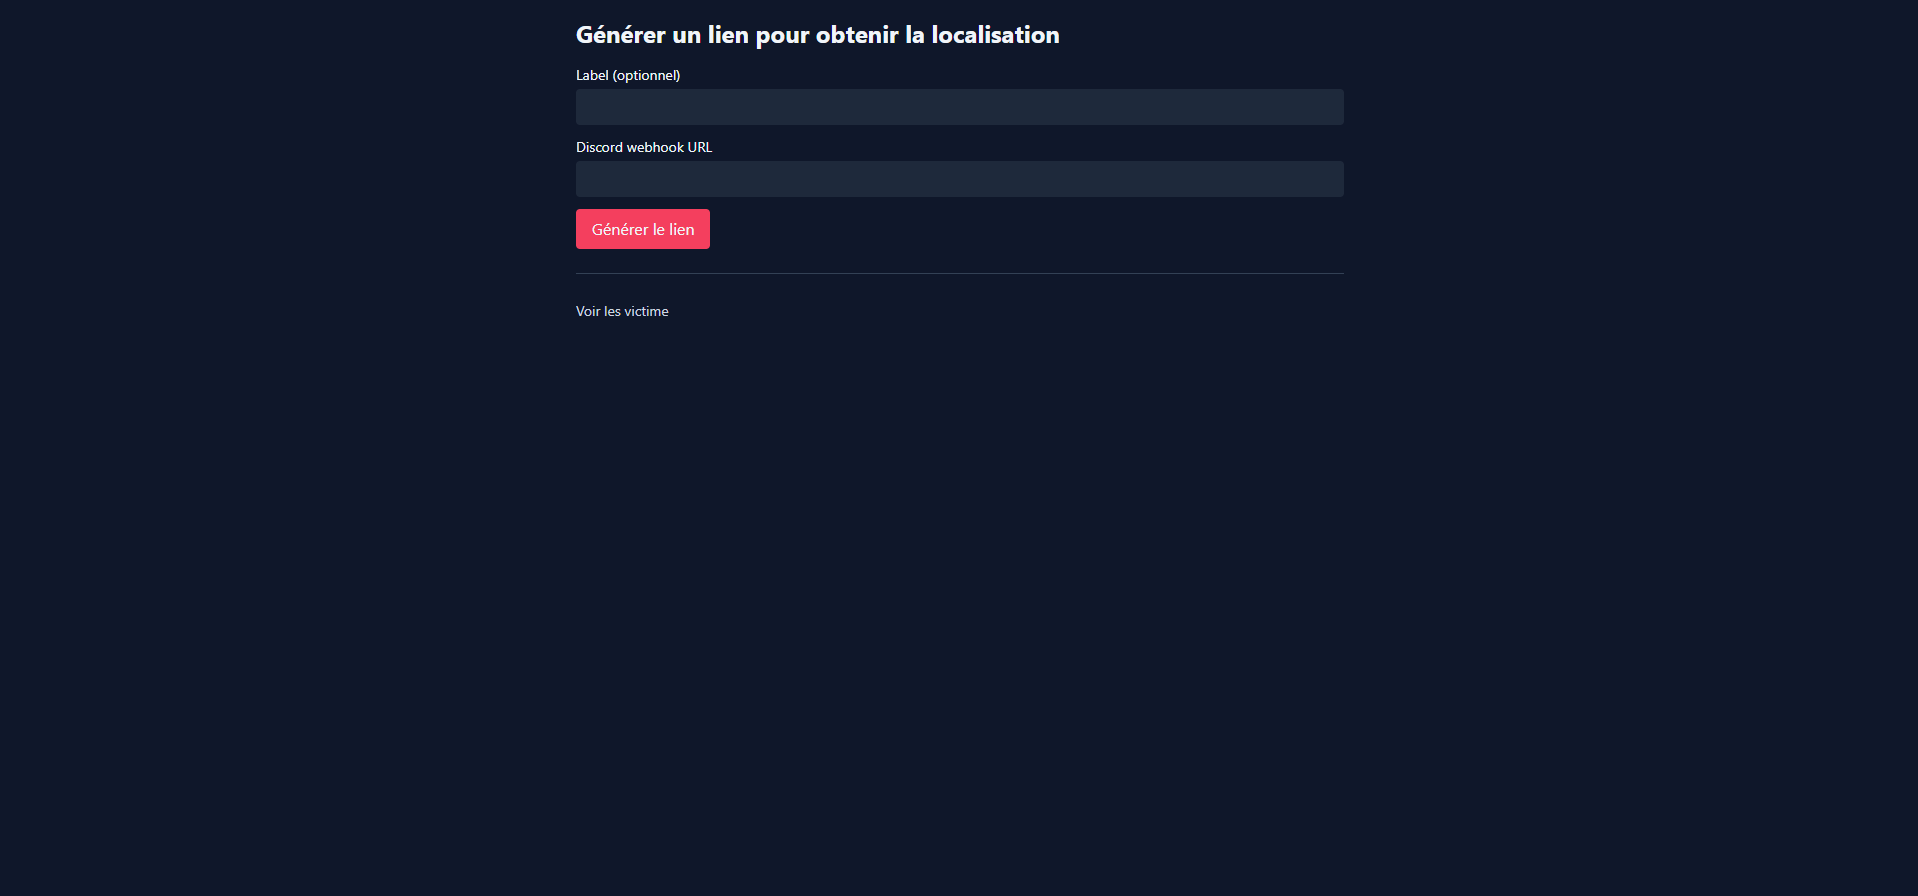 Générer un lien pour obtenir la localisation
Label (optionnel)
Discord webhook URL
Générer le lien
Voir les victime